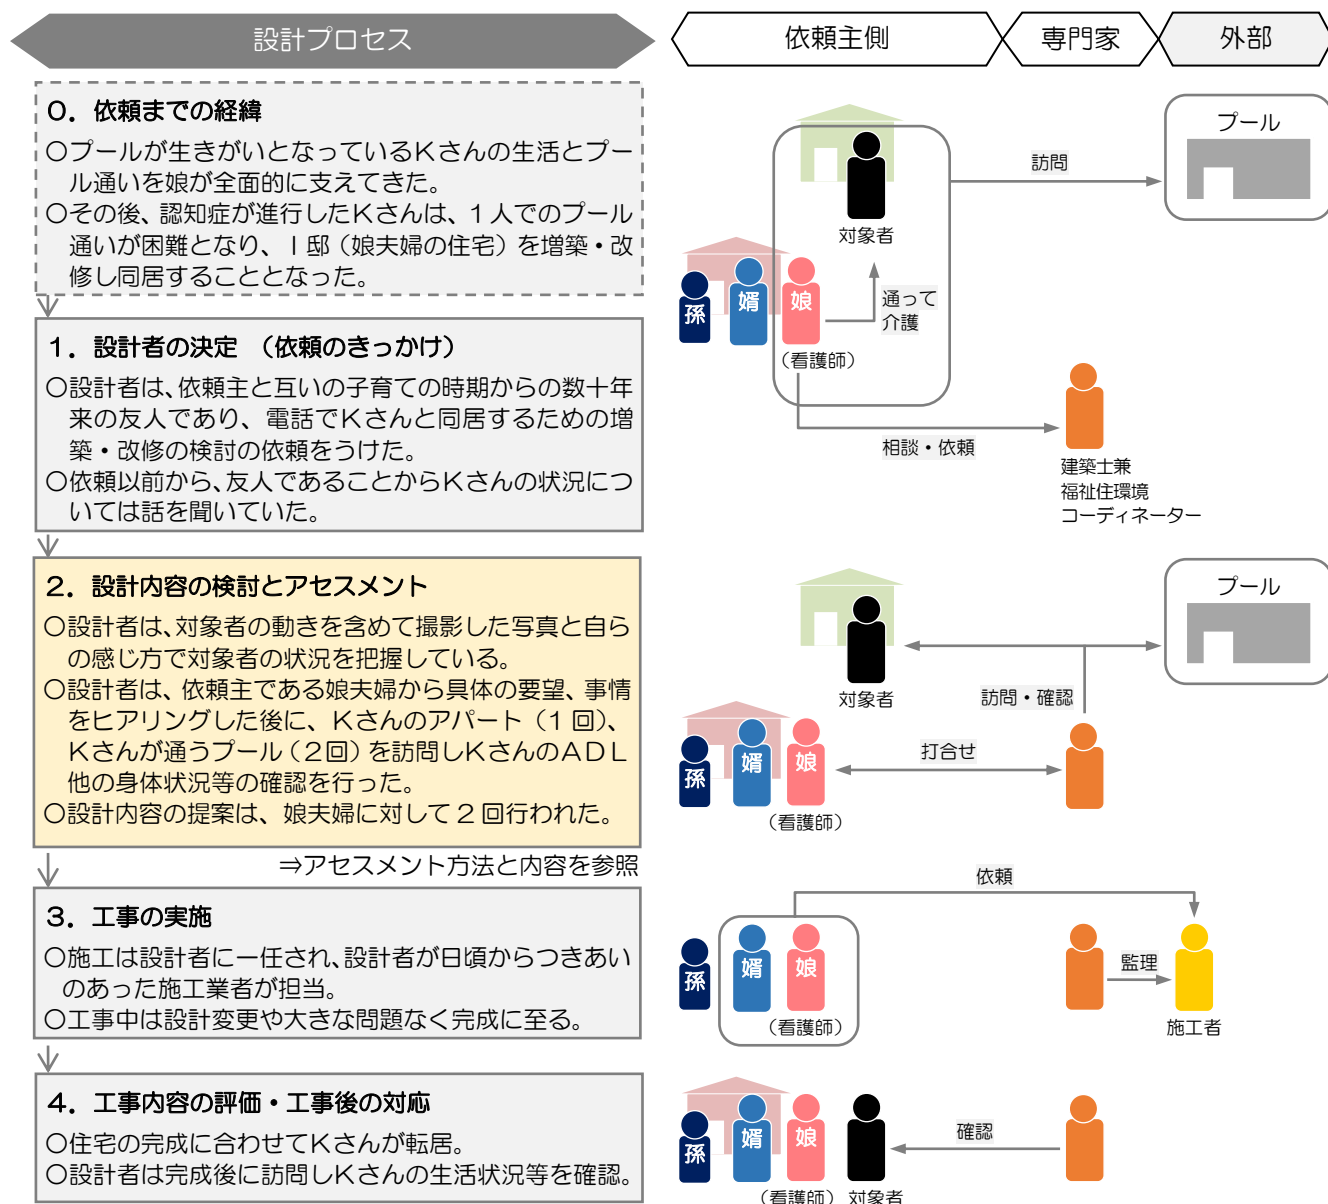 設計プロセス
依頼主側
専門家
外部
0．依頼までの経緯
○プールが生きがいとなっているKさんの生活とプー
ル通いを娘が全面的に支えてきた。
○その後、認知症が進行したKさんは、1人でのプール
通いが困難となり、I邸（娘夫婦の住宅）を増築・改
修し同居することとなった。
プール
訪問
対象者
孫
婿
娘
通って
介護
（看護師）
相談・依頼
建築士兼
福祉住環境
コーディネーター
1．設計者の決定　（依頼のきっかけ）
○設計者は、依頼主と互いの子育ての時期からの数十年
来の友人であり、電話でKさんと同居するための増
築・改修の検討の依頼をうけた。
○依頼以前から、友人であることからKさんの状況につ
いては話を聞いていた。
2．設計内容の検討とアセスメント
○設計者は、対象者の動きを含めて撮影した写真と自ら
の感じ方で対象者の状況を把握している。
○設計者は、依頼主である娘夫婦から具体の要望、事情
をヒアリングした後に、Kさんのアパート（1回）、
Kさんが通うプール（2回）を訪問しKさんのADL
他の身体状況等の確認を行った。
○設計内容の提案は、娘夫婦に対して2回行われた。
⇒アセスメント方法と内容を参照
プール
対象者
訪問・確認
孫
婿
娘
打合せ
（看護師）
3．工事の実施
○施工は設計者に一任され、設計者が日頃からつきあい
のあった施工業者が担当。
○工事中は設計変更や大きな問題なく完成に至る。
依頼
孫
婿
娘
監理
（看護師）
施工者
4．工事内容の評価・工事後の対応
○住宅の完成に合わせてKさんが転居。
○設計者は完成後に訪問しKさんの生活状況等を確認。
孫
婿
娘
確認
（看護師）
対象者